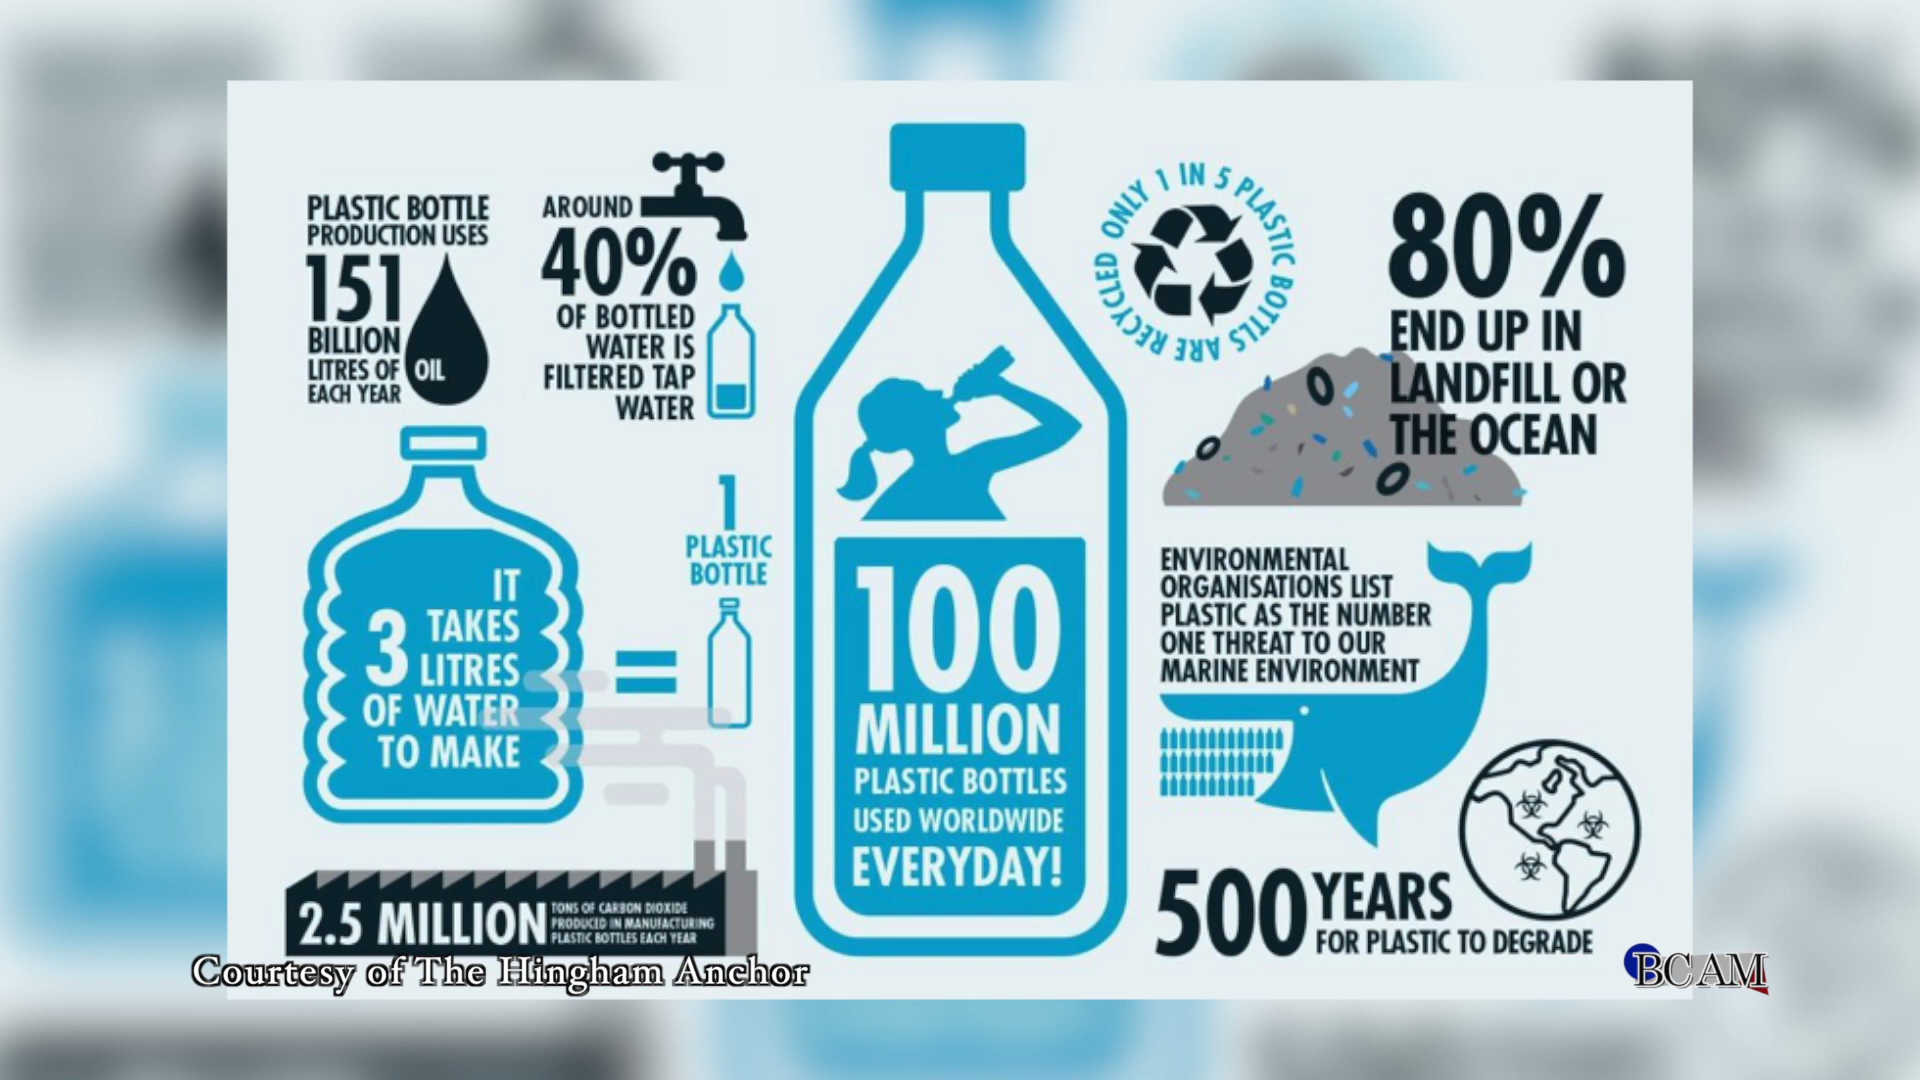 PLASTIC BOTTLE
PRODUCTION USES
151
BILLION
LITRES OF
EACH YEAR
OIL
AROUND
40%
OF BOTTLED
WATER IS
FILTERED TAP
WATER
IT
3 TAKES
LITRES
OF WATER
TO MAKE
=
1
PLASTIC
BOTTLE
2.5 MILLION
TONS OF CARBON DIOXIDE
PRODUCED IN MANUFACTURING
PLASTIC BOTTLES EACH YEAR
100
MILLION
PLASTIC BOTTLES
USED WORLDWIDE
EVERYDAY!
ONLY 1 IN 5 PLASTIC BOTTLS ARE RECYCLED
80%
END UP IN
LANDFILL OR
THE OCEAN
ENVIRONMENTAL
ORGANISATIONS LIST
PLASTIC AS THE NUMBER
ONE THREAT TO OUR
MARINE ENVIRONMENT
500 YEARS
FOR PLASTIC TO DEGRADE
Courtesy of The Hingham Anchor
BCAM